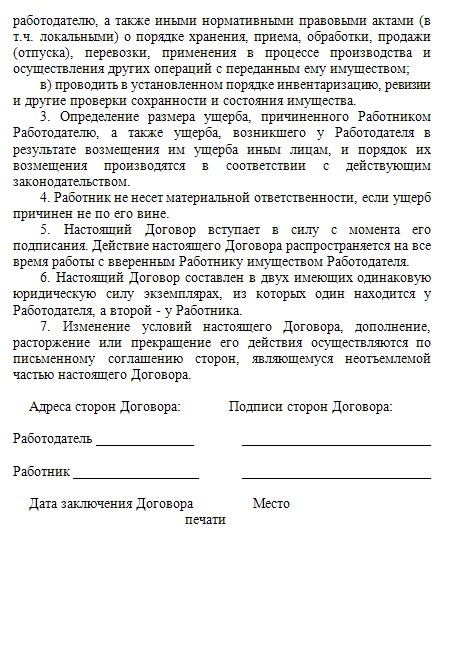 работодателю, а также иными нормативными правовыми актами (в
т.ч. локальными) о порядке хранения, приема, обработки, продажи
(отпуска), перевозки, применения в процессе производства и
осуществления других операций с переданным ему имуществом;
в) проводить в установленном порядке инвентаризацию, ревизии
и другие проверки сохранности и состояния имущества.
3. Определение размера ущерба, причиненного Работником
Работодателю, а также ущерба, возникшего у Работодателя в
результате возмещения им ущерба иным лицам, и порядок их
возмещения производятся в соответствии с действующим
законодательством.
4. Работник не несет материальной ответственности, если ущерб
причинен не по его вине.
5. Настоящий Договор вступает в силу с момента его
подписания. Действие настоящего Договора распространяется на все
время работы с вверенным Работнику имуществом Работодателя.
6. Настоящий Договор составлен в двух имеющих одинаковую
юридическую силу экземплярах, из которых один находится у
Работодателя, а второй - у Работника.
7. Изменение условий настоящего Договора, дополнение,
расторжение или прекращение его действия осуществляются по
письменному соглашению сторон, являющемуся неотъемлемой
частью настоящего Договора.
Адреса сторон Договора: Подписи сторон Договора:
Работодатель ______________ ___________________________
Работник __________________ ___________________________
Дата заключения Договора Место
печати